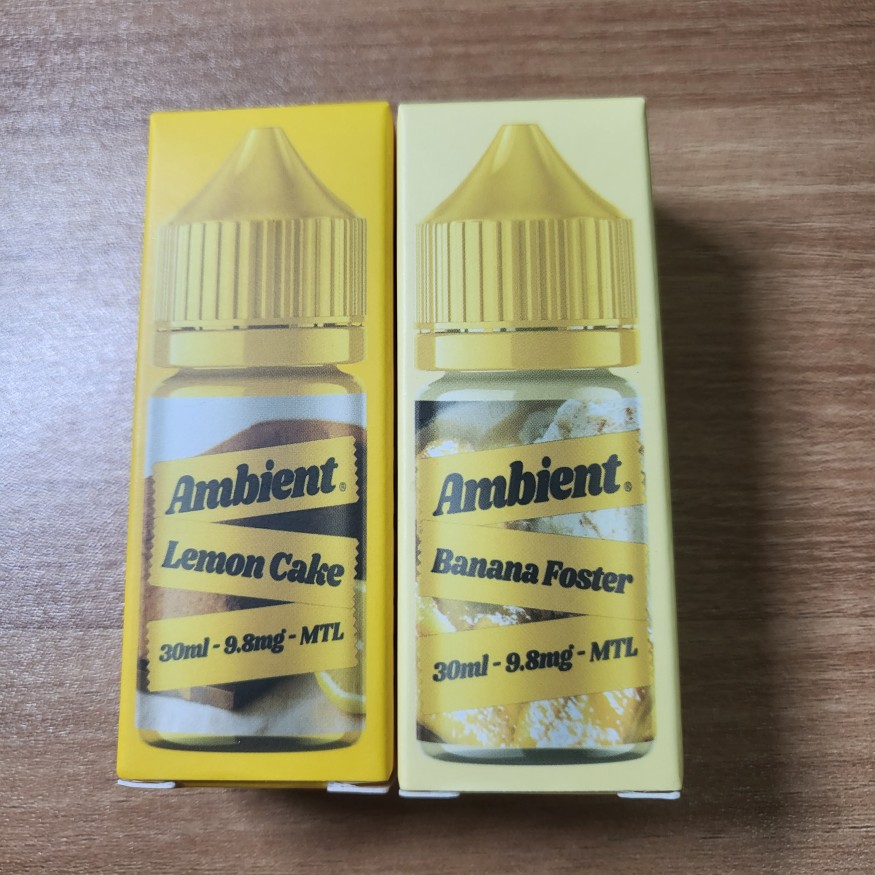 Ambient®
Lemon Cake
30ml - 9.8mg - MTL
Ambient®
Banana Foster
30ml - 9.8mg - MTL